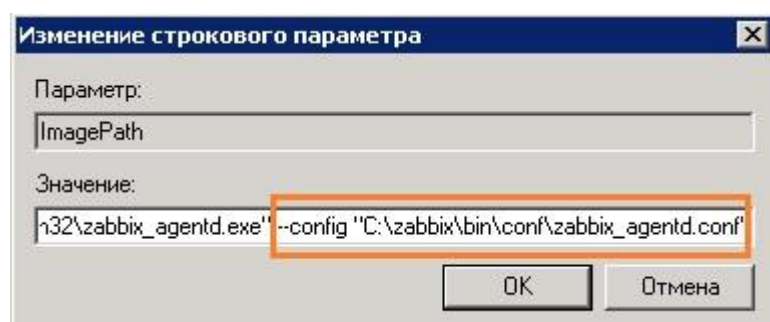 Изменение строкового параметра
Параметр:
ImagePath
Значение:
n32\zabbix_agentd.exe" --config "C:\zabbix\bin\conf\zabbix_agentd.conf"
OK
Отмена